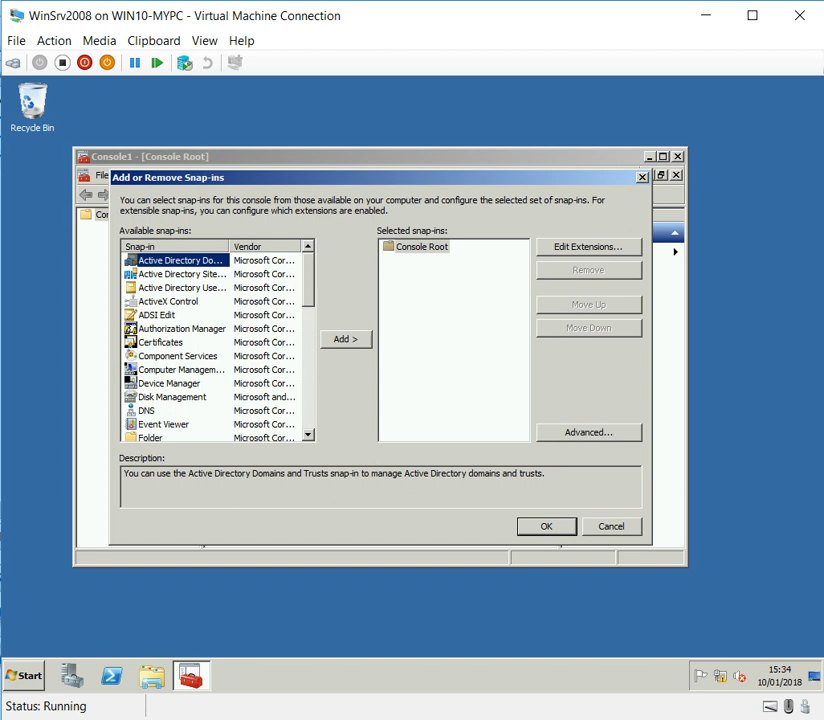 WinSrv2008 on WIN10-MYPC - Virtual Machine Connection
File Action Media Clipboard View Help
Recycle Bin
Console1 - [Console Root]
File
Add or Remove Snap-ins
You can select snap-ins for this console from those available on your computer and configure the selected set of snap-ins. For
extensible snap-ins, you can configure which extensions are enabled.
Available snap-ins:
Selected snap-ins:
Snap-in Vendor
Active Directory Do... Microsoft Cor...
Active Directory Site... Microsoft Cor...
Active Directory Use... Microsoft Cor...
ActiveX Control Microsoft Cor...
ADSI Edit Microsoft Cor...
Authorization Manager Microsoft Cor...
Certificates Microsoft Cor...
Component Services Microsoft Cor...
Computer Managem... Microsoft Cor...
Device Manager Microsoft Cor...
Disk Management Microsoft and...
DNS Microsoft Cor...
Event Viewer Microsoft Cor...
Folder Microsoft Cor...
Add >
Console Root
Edit Extensions...
Remove
Move Up
Move Down
Advanced...
Description:
You can use the Active Directory Domains and Trusts snap-in to manage Active Directory domains and trusts.
OK Cancel
Start
15:34
10/01/2018
Status: Running